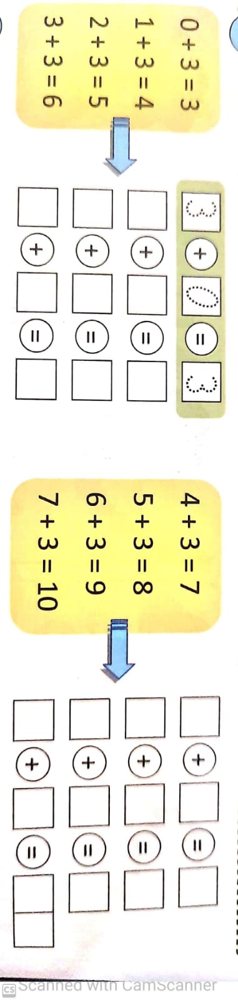 0 + 3 = 3
1 + 3 = 4
2 + 3 = 5
3 + 3 = 6
3 + 0 = 3
+ =
+ =
+ =
4 + 3 = 7
5 + 3 = 8
6 + 3 = 9
7 + 3 = 10
+ =
+ =
+ =
+ =
CS Scanned with CamScanner